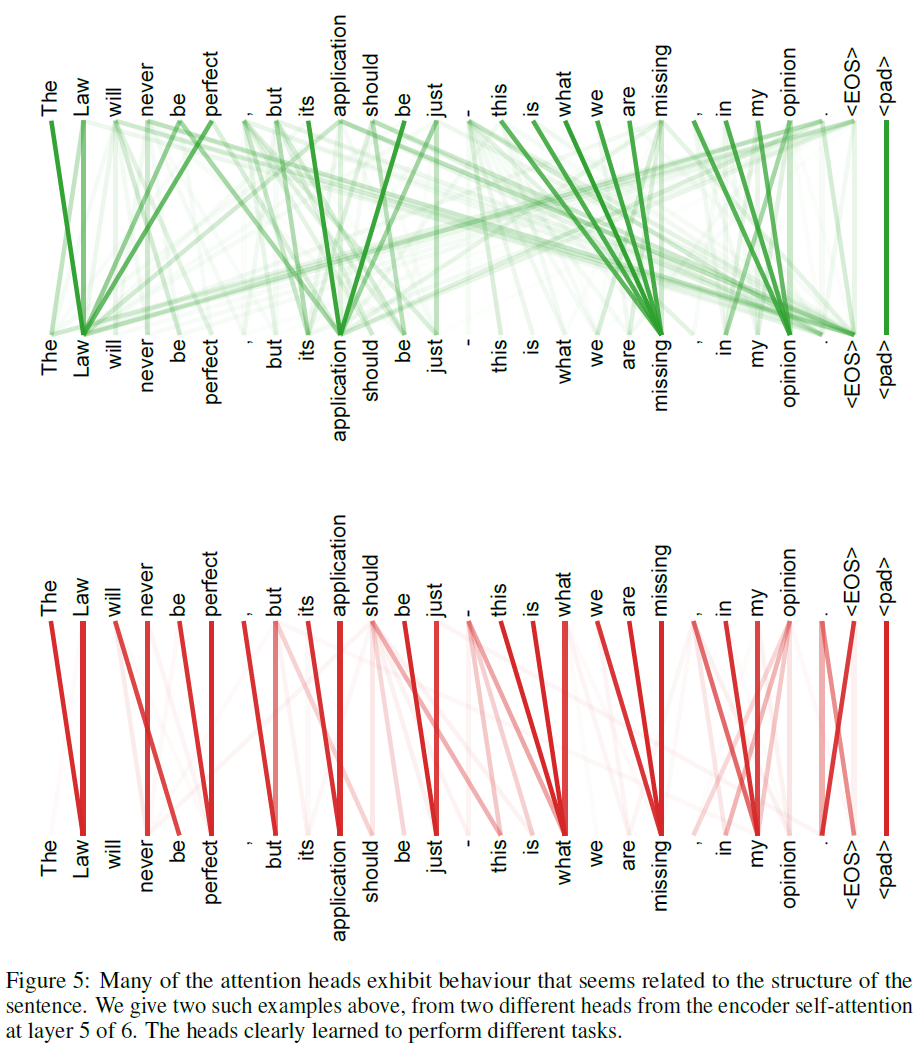 The Law will never be perfect , but its application should be just - this is what we are missing , in my opinion . <EOS> <pad>
The Law will never be perfect , but its application should be just - this is what we are missing , in my opinion . <EOS> <pad>
The Law will never be perfect , but its application should be just - this is what we are missing , in my opinion . <EOS> <pad>
The Law will never be perfect , but its application should be just - this is what we are missing , in my opinion . <EOS> <pad>
Figure 5: Many of the attention heads exhibit behaviour that seems related to the structure of the
sentence. We give two such examples above, from two different heads from the encoder self-attention
at layer 5 of 6. The heads clearly learned to perform different tasks.